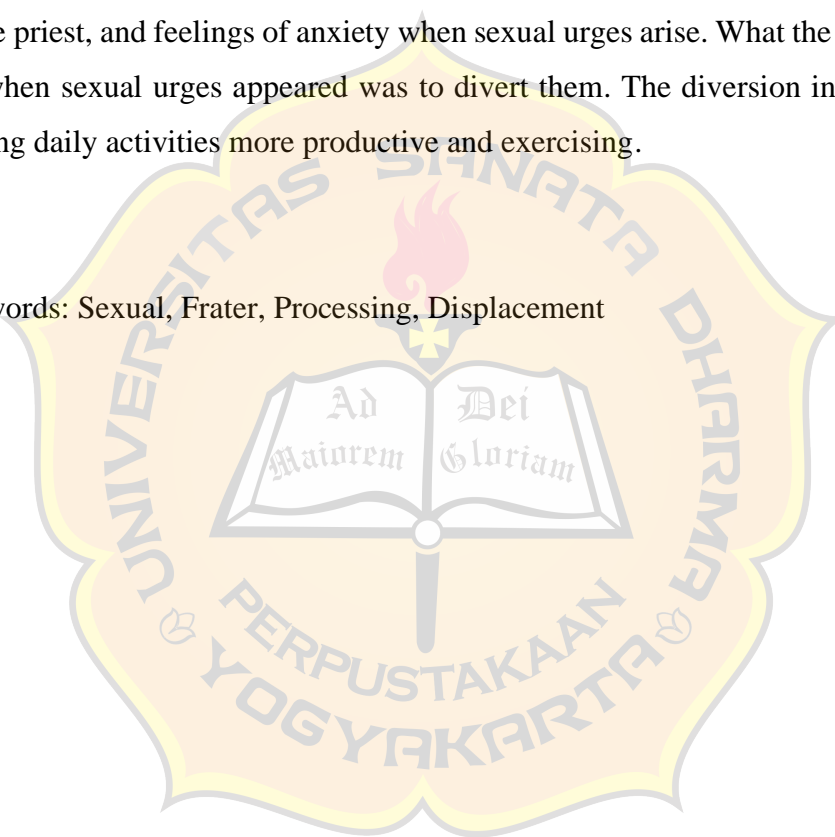 e priest, and feelings of anxiety when sexual urges arise. What the
when sexual urges appeared was to divert them. The diversion in
ng daily activities more productive and exercising.
UNIVERSITAS SANATA DHARMA
words: Sexual, Frater, Processing, Displacement
Ad Dei
Maiorem Gloriam
PERPUSTAKAAN
YOGYAKARTA